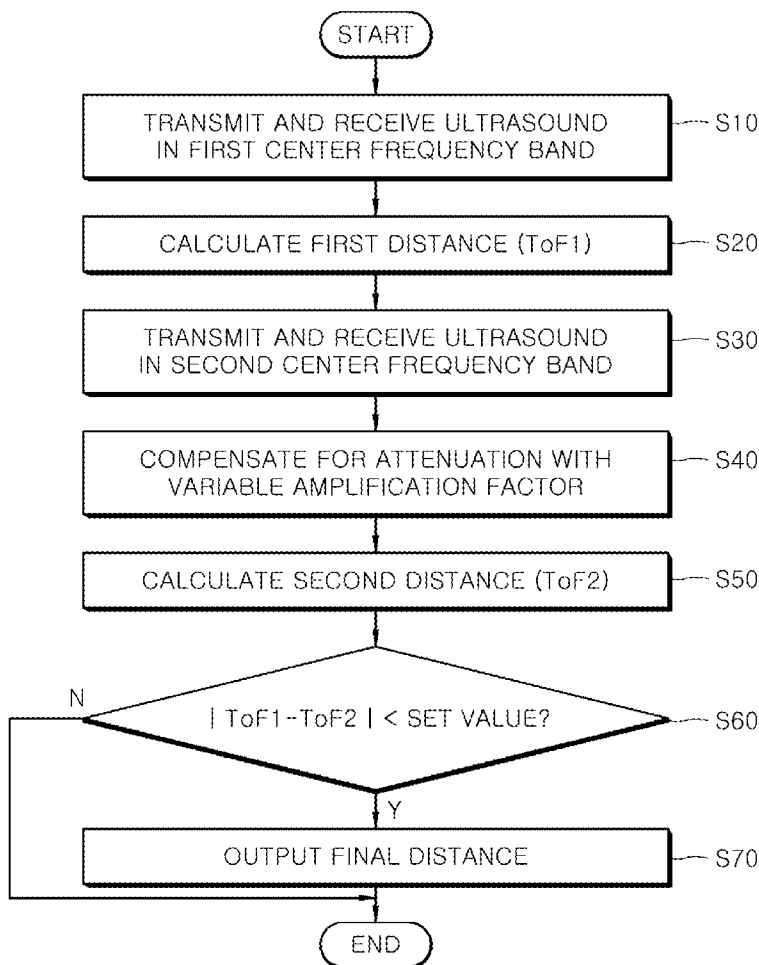 START
TRANSMIT AND RECEIVE ULTRASOUND
IN FIRST CENTER FREQUENCY BAND
S10
CALCULATE FIRST DISTANCE (ToF1)
S20
TRANSMIT AND RECEIVE ULTRASOUND
IN SECOND CENTER FREQUENCY BAND
S30
COMPENSATE FOR ATTENUATION WITH
VARIABLE AMPLIFICATION FACTOR
S40
CALCULATE SECOND DISTANCE (ToF2)
S50
N
| ToF1-ToF2 | < SET VALUE?
S60
Y
OUTPUT FINAL DISTANCE
S70
END